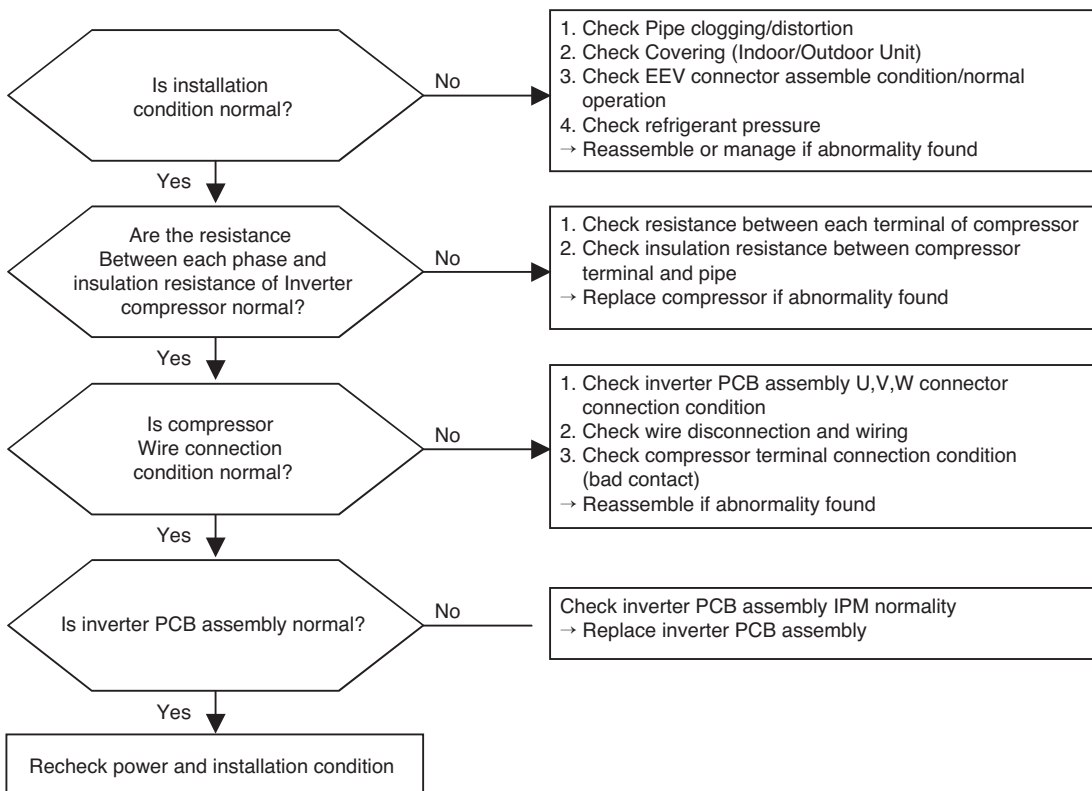 Is installation
condition normal?
No
1. Check Pipe clogging/distortion
2. Check Covering (Indoor/Outdoor Unit)
3. Check EEV connector assemble condition/normal
operation
4. Check refrigerant pressure
→ Reassemble or manage if abnormality found
Yes
Are the resistance
Between each phase and
insulation resistance of Inverter
compressor normal?
No
1. Check resistance between each terminal of compressor
2. Check insulation resistance between compressor
terminal and pipe
→ Replace compressor if abnormality found
Yes
Is compressor
Wire connection
condition normal?
No
1. Check inverter PCB assembly U,V,W connector
connection condition
2. Check wire disconnection and wiring
3. Check compressor terminal connection condition
(bad contact)
→ Reassemble if abnormality found
Yes
Is inverter PCB assembly normal?
No
Check inverter PCB assembly IPM normality
→ Replace inverter PCB assembly
Yes
Recheck power and installation condition